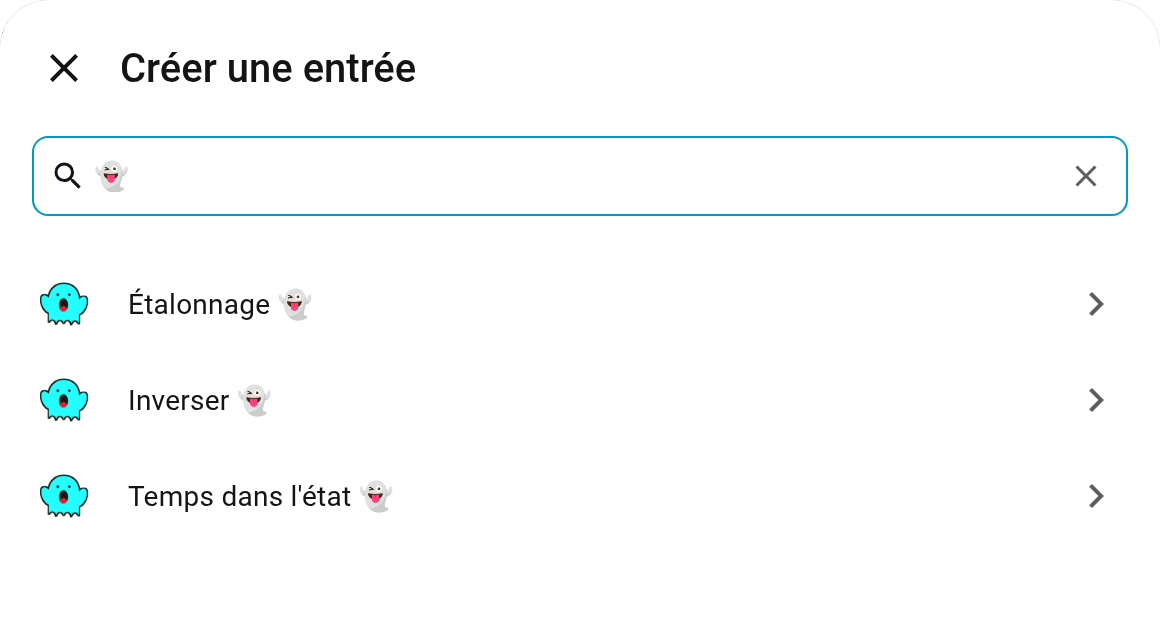 Créer une entrée
👻
Étalonnage 👻
Inverser 👻
Temps dans l'état 👻